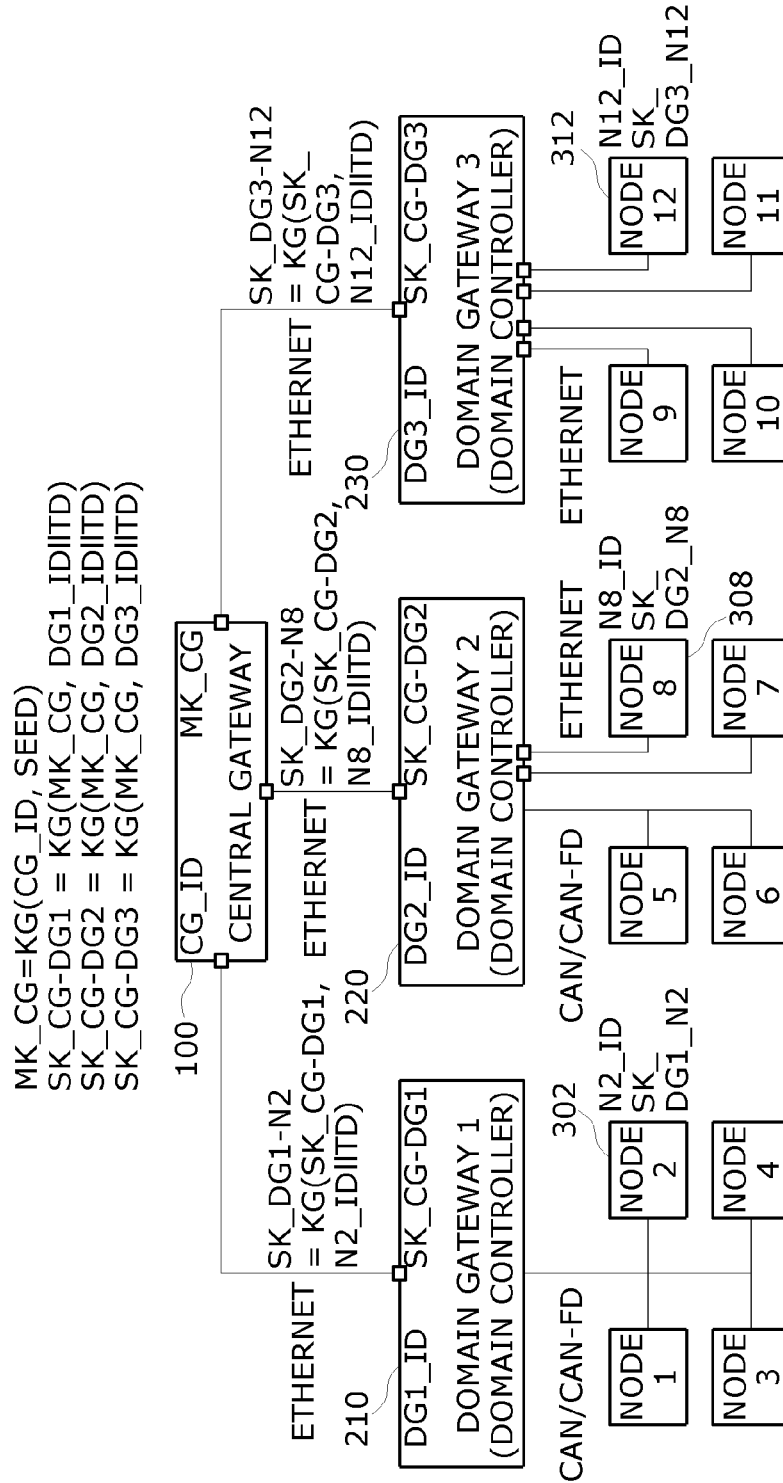 MK_CG=KG(CG_ID, SEED)
SK_CG-DG1 = KG(MK_CG, DG1_ID||TD)
SK_CG-DG2 = KG(MK_CG, DG2_ID||TD)
SK_CG-DG3 = KG(MK_CG, DG3_ID||TD)
100
CG_ID MK_CG
CENTRAL GATEWAY
SK_DG1-N2
= KG(SK_CG-DG1,
N2_ID||TD)
ETHERNET
SK_DG2-N8
= KG(SK_CG-DG2,
N8_ID||TD)
ETHERNET
SK_DG3-N12
= KG(SK_
CG-DG3,
N12_ID||TD)
ETHERNET
210
DG1_ID SK_CG-DG1
DOMAIN GATEWAY 1
(DOMAIN CONTROLLER)
220
DG2_ID SK_CG-DG2
DOMAIN GATEWAY 2
(DOMAIN CONTROLLER)
230
DG3_ID SK_CG-DG3
DOMAIN GATEWAY 3
(DOMAIN CONTROLLER)
CAN/CAN-FD
NODE
1
302
NODE
2
N2_ID
SK_
DG1_N2
NODE
3
NODE
4
CAN/CAN-FD
NODE
5
NODE
6
ETHERNET
NODE
8
N8_ID
SK_
DG2_N8
308
NODE
7
ETHERNET
NODE
9
NODE
10
312
NODE
12
N12_ID
SK_
DG3_N12
NODE
11